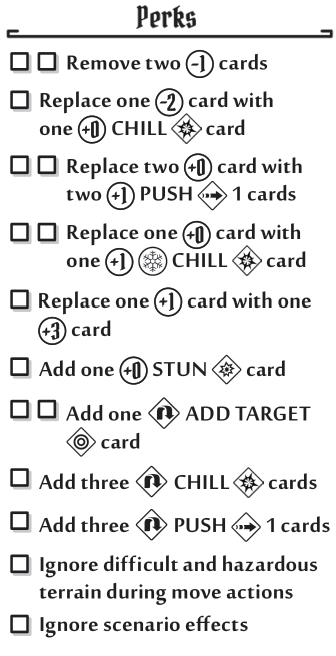 Perks
Remove two -1 cards
Replace one -2 card with
one +0 CHILL card
Replace two +0 card with
two +1 PUSH 1 cards
Replace one +0 card with
one +1 CHILL card
Replace one +1 card with one
+3 card
Add one +0 STUN card
Add one ADD TARGET
card
Add three CHILL cards
Add three PUSH 1 cards
Ignore difficult and hazardous
terrain during move actions
Ignore scenario effects